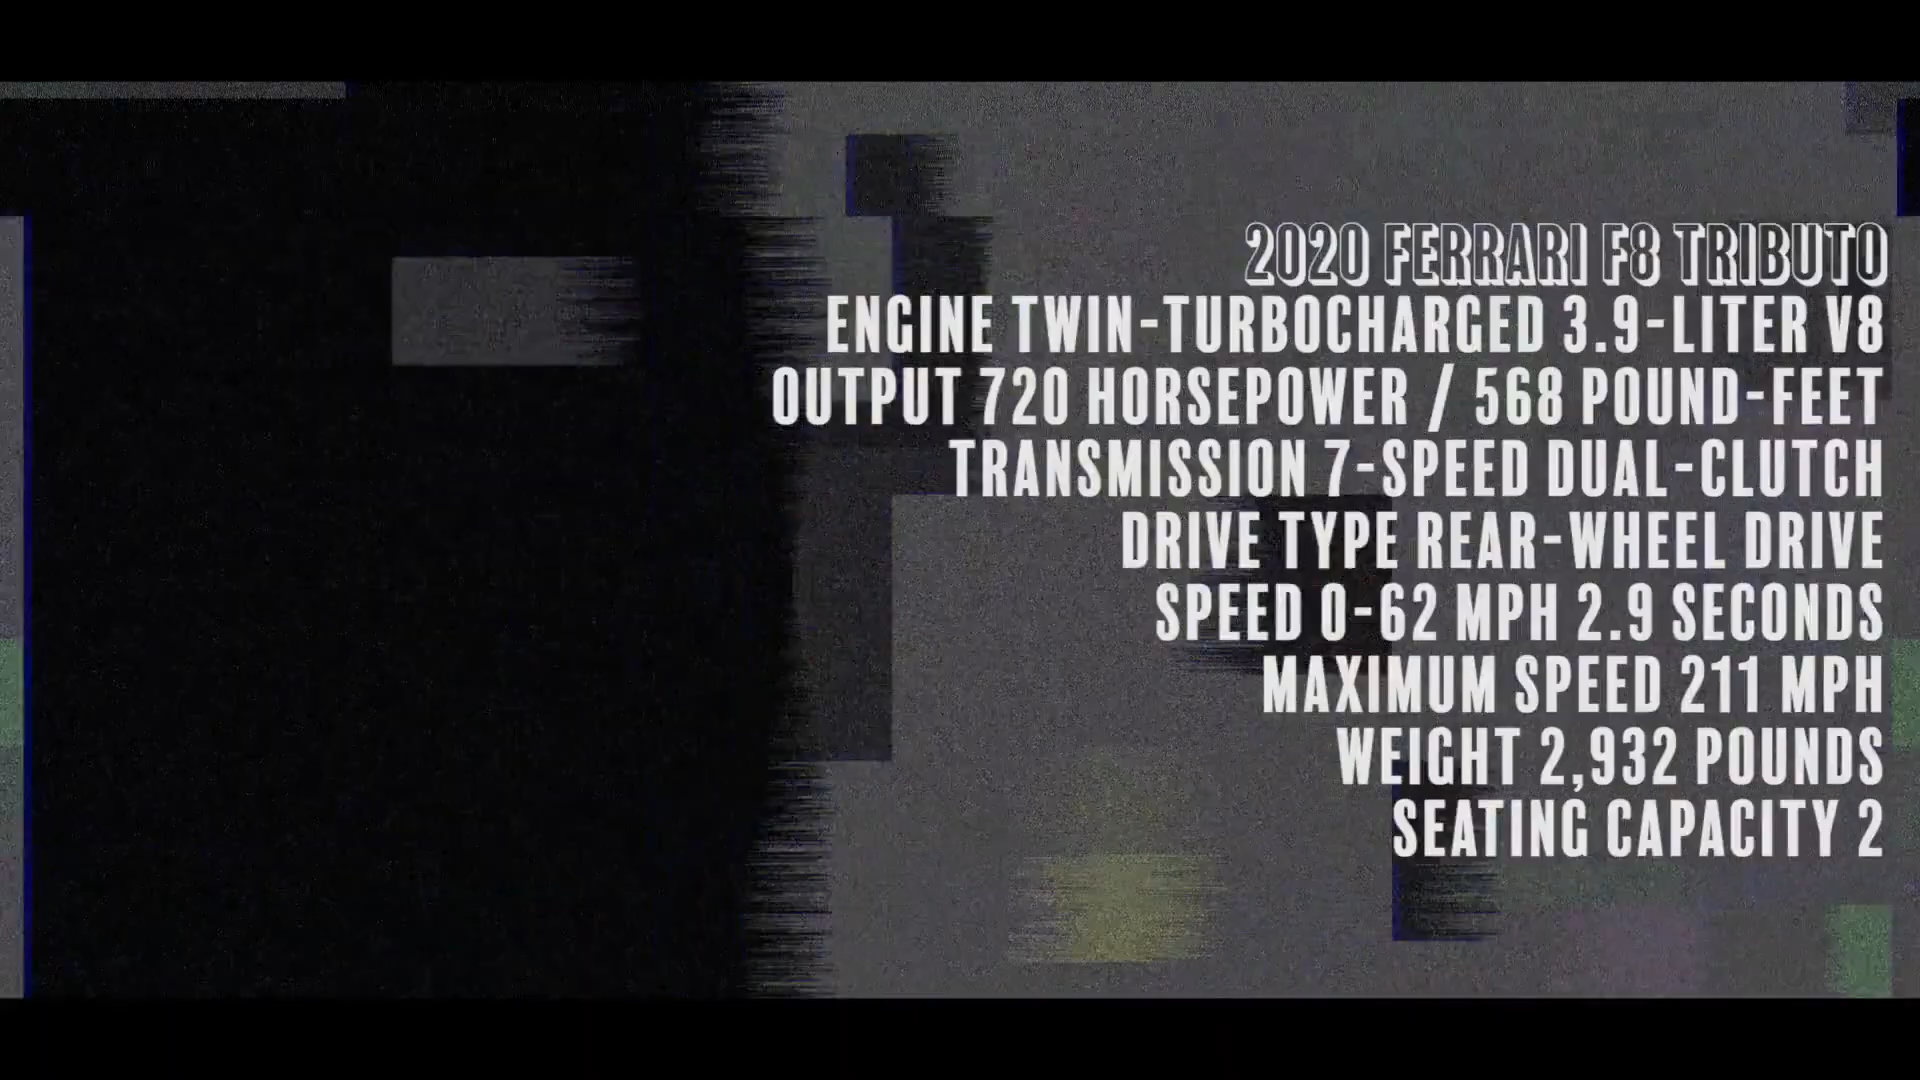 2020 FERRARI F8 TRIBUTO
ENGINE TWIN-TURBOCHARGED 3.9-LITER V8
OUTPUT 720 HORSEPOWER / 568 POUND-FEET
TRANSMISSION 7-SPEED DUAL-CLUTCH
DRIVE TYPE REAR-WHEEL DRIVE
SPEED 0-62 MPH 2.9 SECONDS
MAXIMUM SPEED 211 MPH
WEIGHT 2,932 POUNDS
SEATING CAPACITY 2